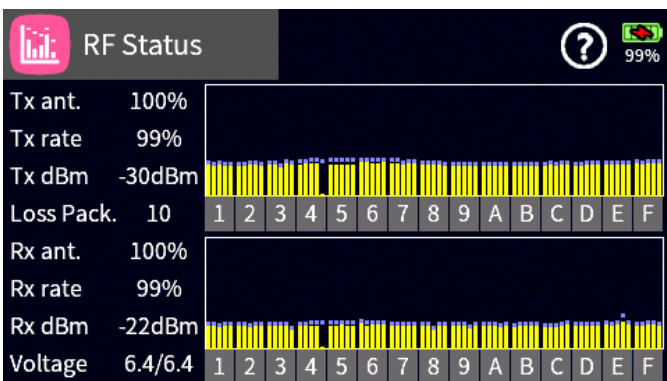 RF Status
?
99%
Tx ant. 100%
Tx rate 99%
Tx dBm -30dBm
Loss Pack. 10
1 2 3 4 5 6 7 8 9 A B C D E F
Rx ant. 100%
Rx rate 99%
Rx dBm -22dBm
Voltage 6.4/6.4
1 2 3 4 5 6 7 8 9 A B C D E F